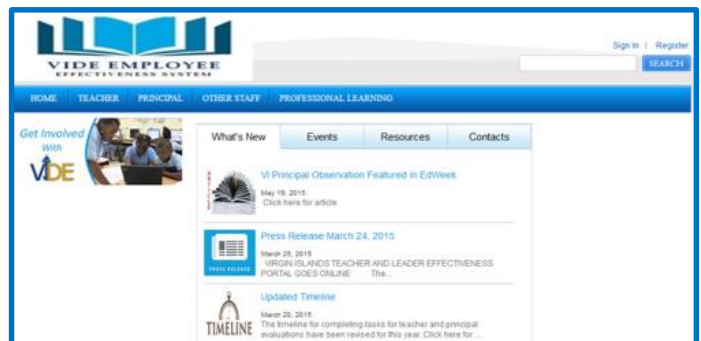 VIDE EMPLOYEE
EFFECTIVENESS SYSTEM
Sign in | Register
SEARCH
HOME TEACHER PRINCIPAL OTHER STAFF PROFESSIONAL LEARNING
Get Involved
With
VIDE
What's New Events Resources Contacts
ARTICLE
VI Principal Observation Featured in EdWeek
May 19, 2015
Click here for article
PRESS RELEASE
Press Release March 24, 2015
March 25, 2015
VIRGIN ISLANDS TEACHER AND LEADER EFFECTIVENESS
PORTAL GOES ONLINE The...
TIMELINE
Updated Timeline
March 20, 2015
The timeline for completing tasks for teacher and principal
evaluations have been revised for this year. Click here for ...